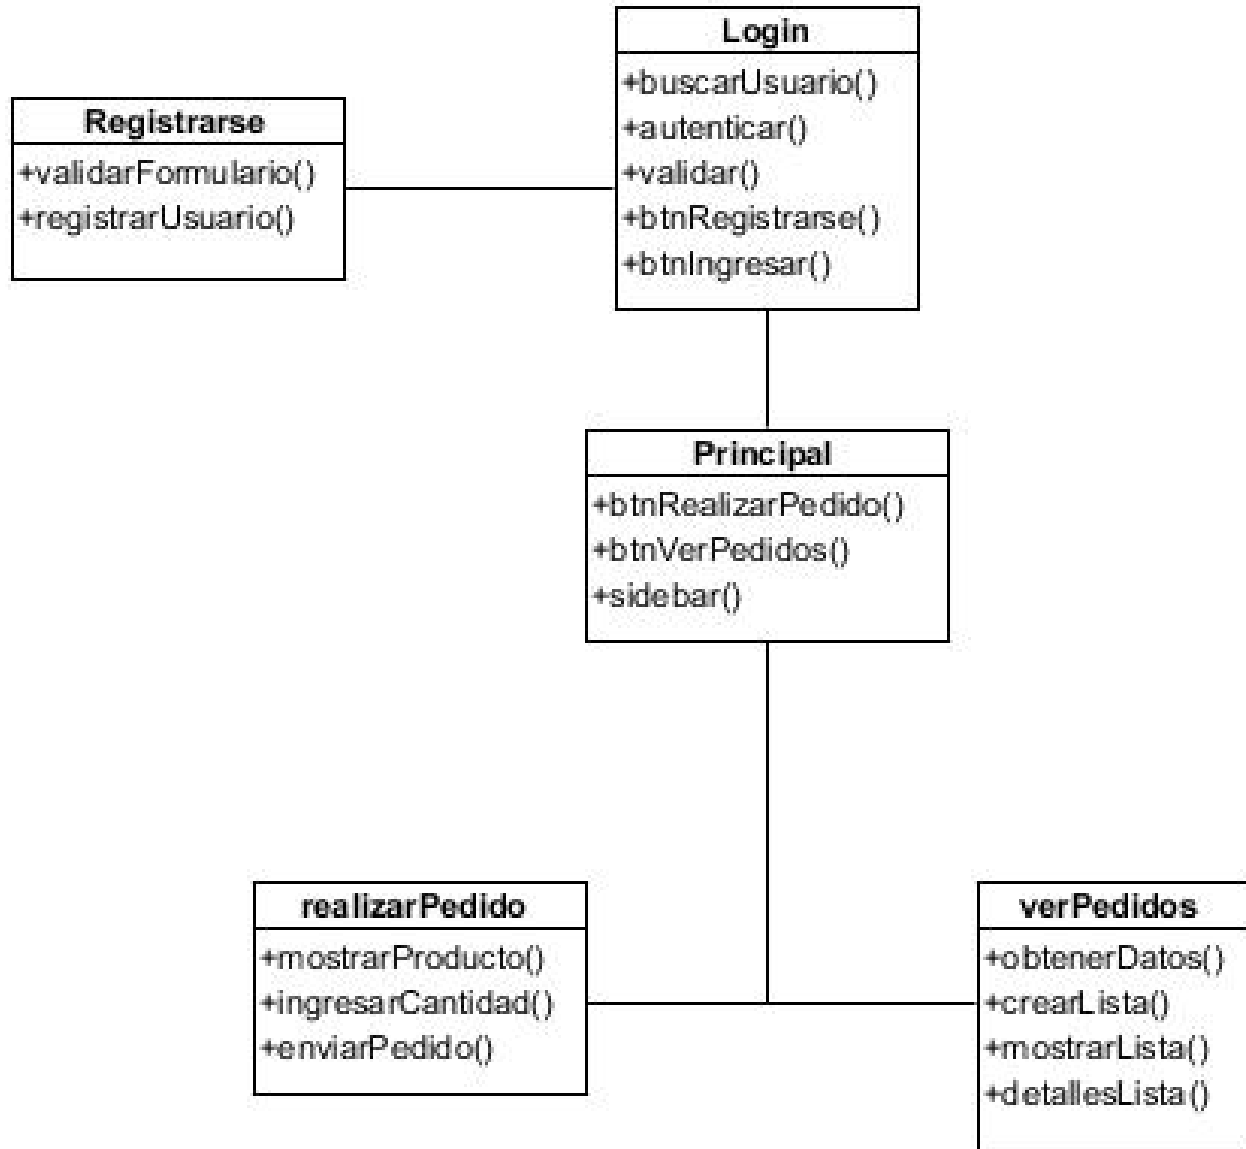 Login
+buscarUsuario()
+autenticar()
+validar()
+btnRegistrarse()
+btnIngresar()
Registrarse
+validarFormulario()
+registrarUsuario()
Principal
+btnRealizarPedido()
+btnVerPedidos()
+sidebar()
realizarPedido
+mostrarProducto()
+ingresarCantidad()
+enviarPedido()
verPedidos
+obtenerDatos()
+crearLista()
+mostrarLista()
+detallesLista()